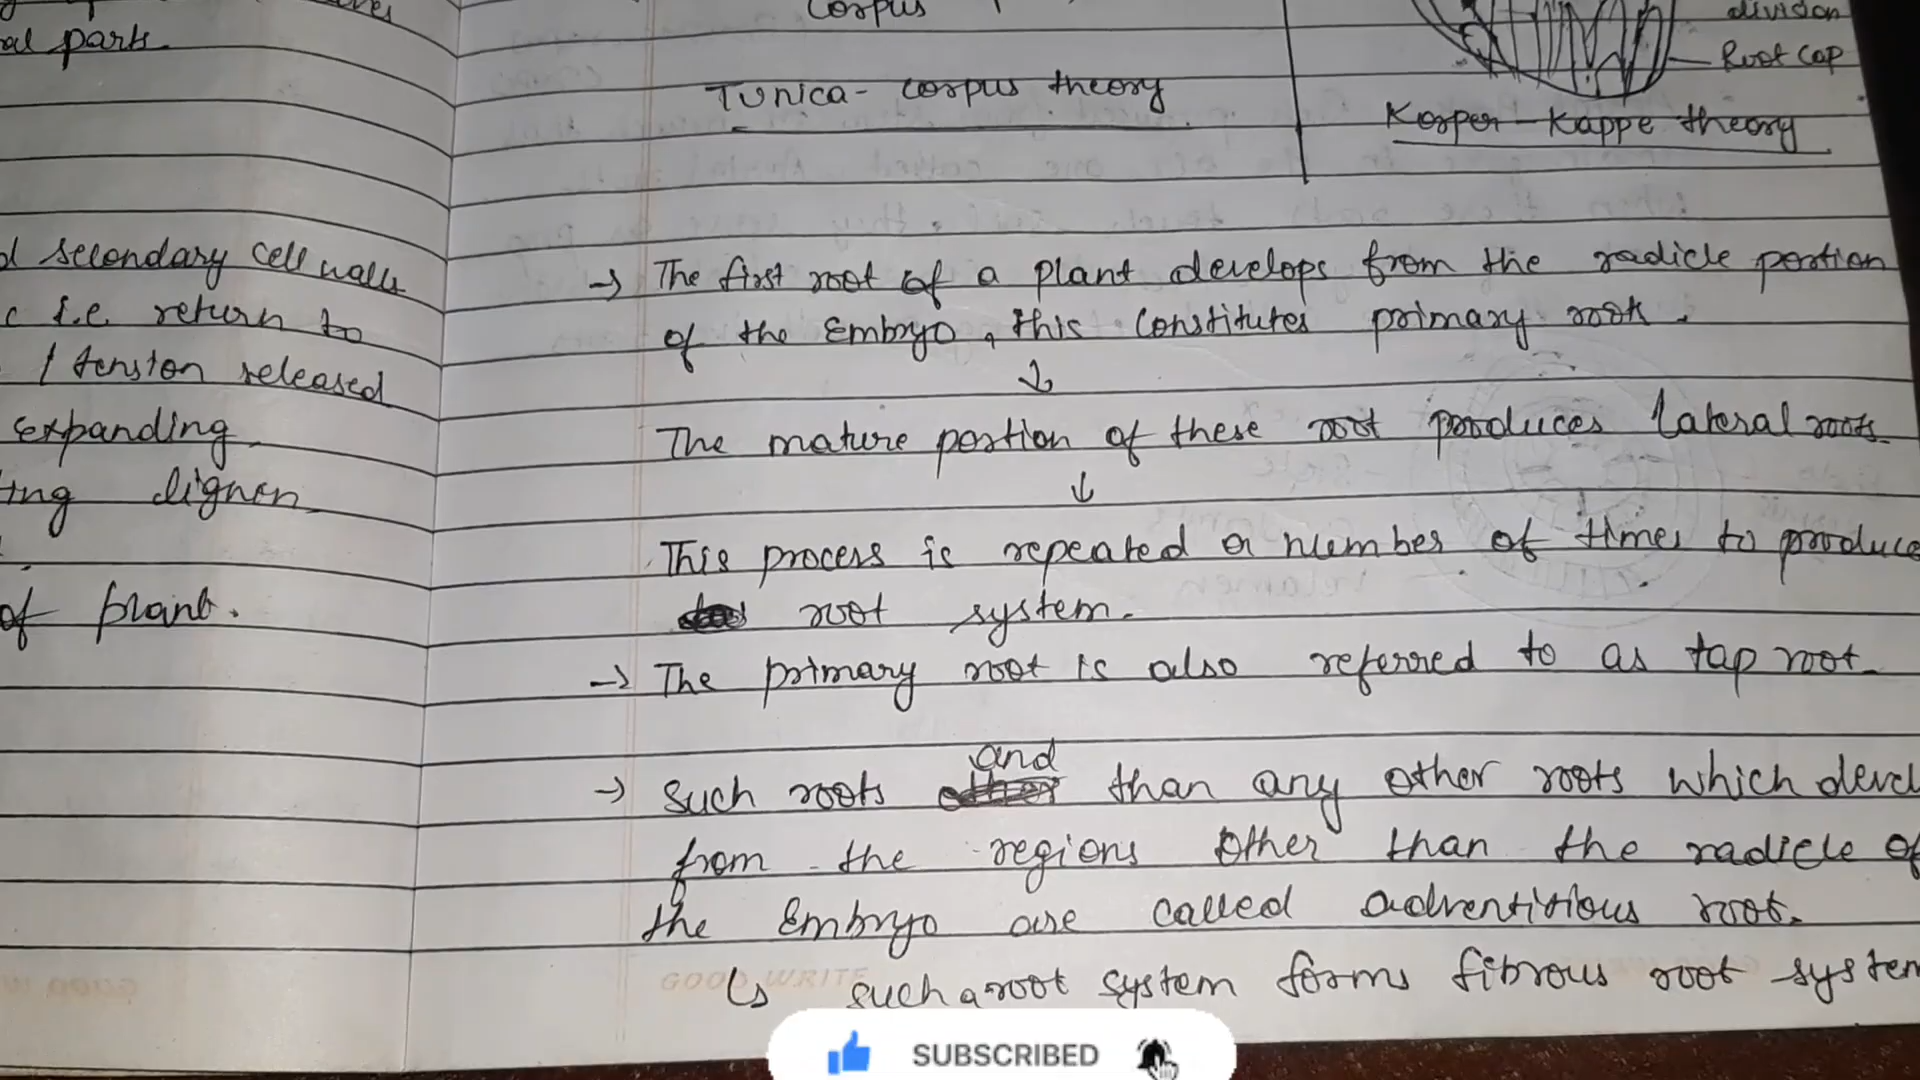 al parts
corpus
Tunica - corpus theory
division
Root cap
Korper - Kappe theory
secondary cell walls
i.e. return to
/ tension released
expanding
ting lignen
of plant.
→ The first root of a plant develops from the radicle portion
of the Embryo, this constitutes primary root.
↓
The mature portion of these root produces lateral roots
↓
This process is repeated a number of times to produce
root system.
→ The primary root is also referred to as tap root
and
→ Such roots other than any other roots which devel
from the regions other than the radicle of
the Embryo are called adventitious root.
GOOD WRITE
↳ such a root system forms fibrous root system
SUBSCRIBED